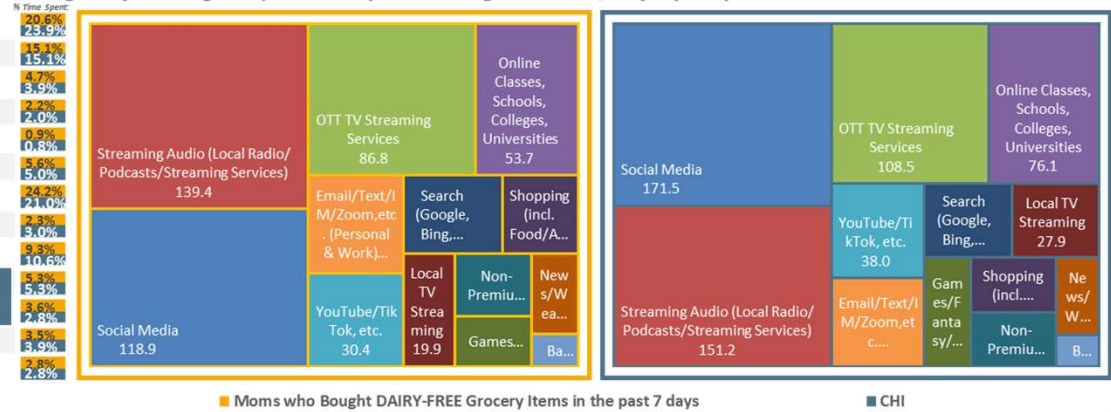 % Time Spent:
20.6%
23.9%
15.1%
15.1%
4.7%
3.9%
2.2%
2.0%
0.9%
0.8%
5.6%
5.0%
24.2%
21.0%
2.3%
3.0%
9.3%
10.6%
5.3%
5.3%
3.6%
2.8%
3.5%
3.9%
2.8%
2.8%
Streaming Audio (Local Radio/
Podcasts/Streaming Services)
139.4
Social Media
118.9
OTT TV Streaming
Services
86.8
Online
Classes,
Schools,
Colleges,
Universities
53.7
Email/Text/I
M/Zoom,etc
. (Personal
& Work)...
Search
(Google,
Bing,...
Shopping
(incl.
Food/A...
YouTube/Tik
Tok, etc.
30.4
Local
TV
Strea
ming
19.9
Non-
Premiu...
Games...
New
s/W
ea...
Ba...
Social Media
171.5
Streaming Audio (Local Radio/
Podcasts/Streaming Services)
151.2
OTT TV Streaming
Services
108.5
Online Classes,
Schools,
Colleges,
Universities
76.1
YouTube/Ti
kTok, etc.
38.0
Email/Text/I
M/Zoom,et
c....
Search
(Google,
Bing,...
Local TV
Streaming
27.9
Gam
es/F
anta
sy/...
Shopping
(incl....
Non-
Premiu...
Ne
ws/
W...
B...
Moms who Bought DAIRY-FREE Grocery Items in the past 7 days
CHI